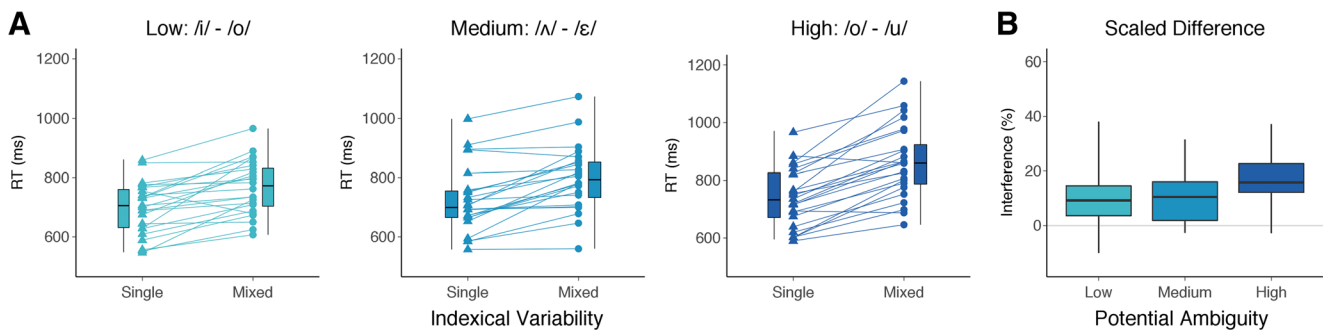 A
Low: /i/ - /o/
RT (ms)
1200
1000
800
600
Single
Mixed
Medium: /ʌ/ - /ɛ/
RT (ms)
1200
1000
800
600
Single
Mixed
Indexical Variability
High: /o/ - /u/
RT (ms)
1200
1000
800
600
Single
Mixed
B
Scaled Difference
Interference (%)
60
40
20
0
Low
Medium
High
Potential Ambiguity